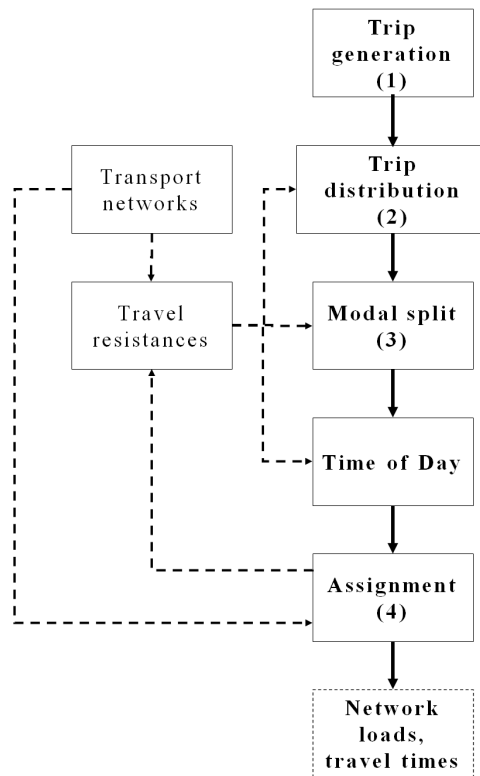 Trip
generation
(1)
Transport
networks
Trip
distribution
(2)
Travel
resistances
Modal split
(3)
Time of Day
Assignment
(4)
Network
loads,
travel times